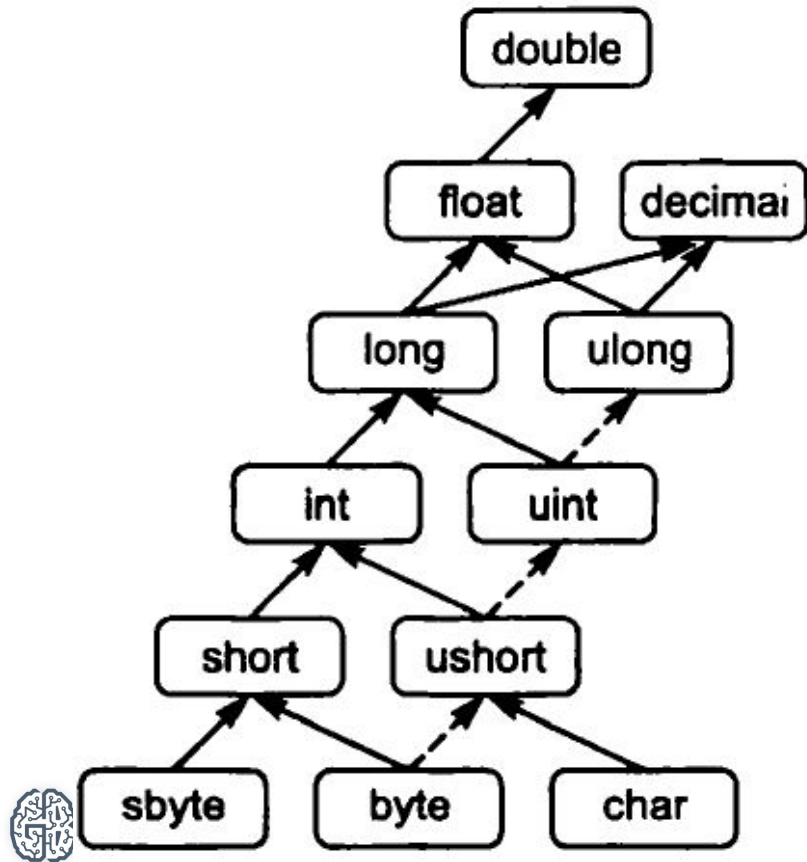 double
float decimal
long ulong
int uint
short ushort
sbyte byte char